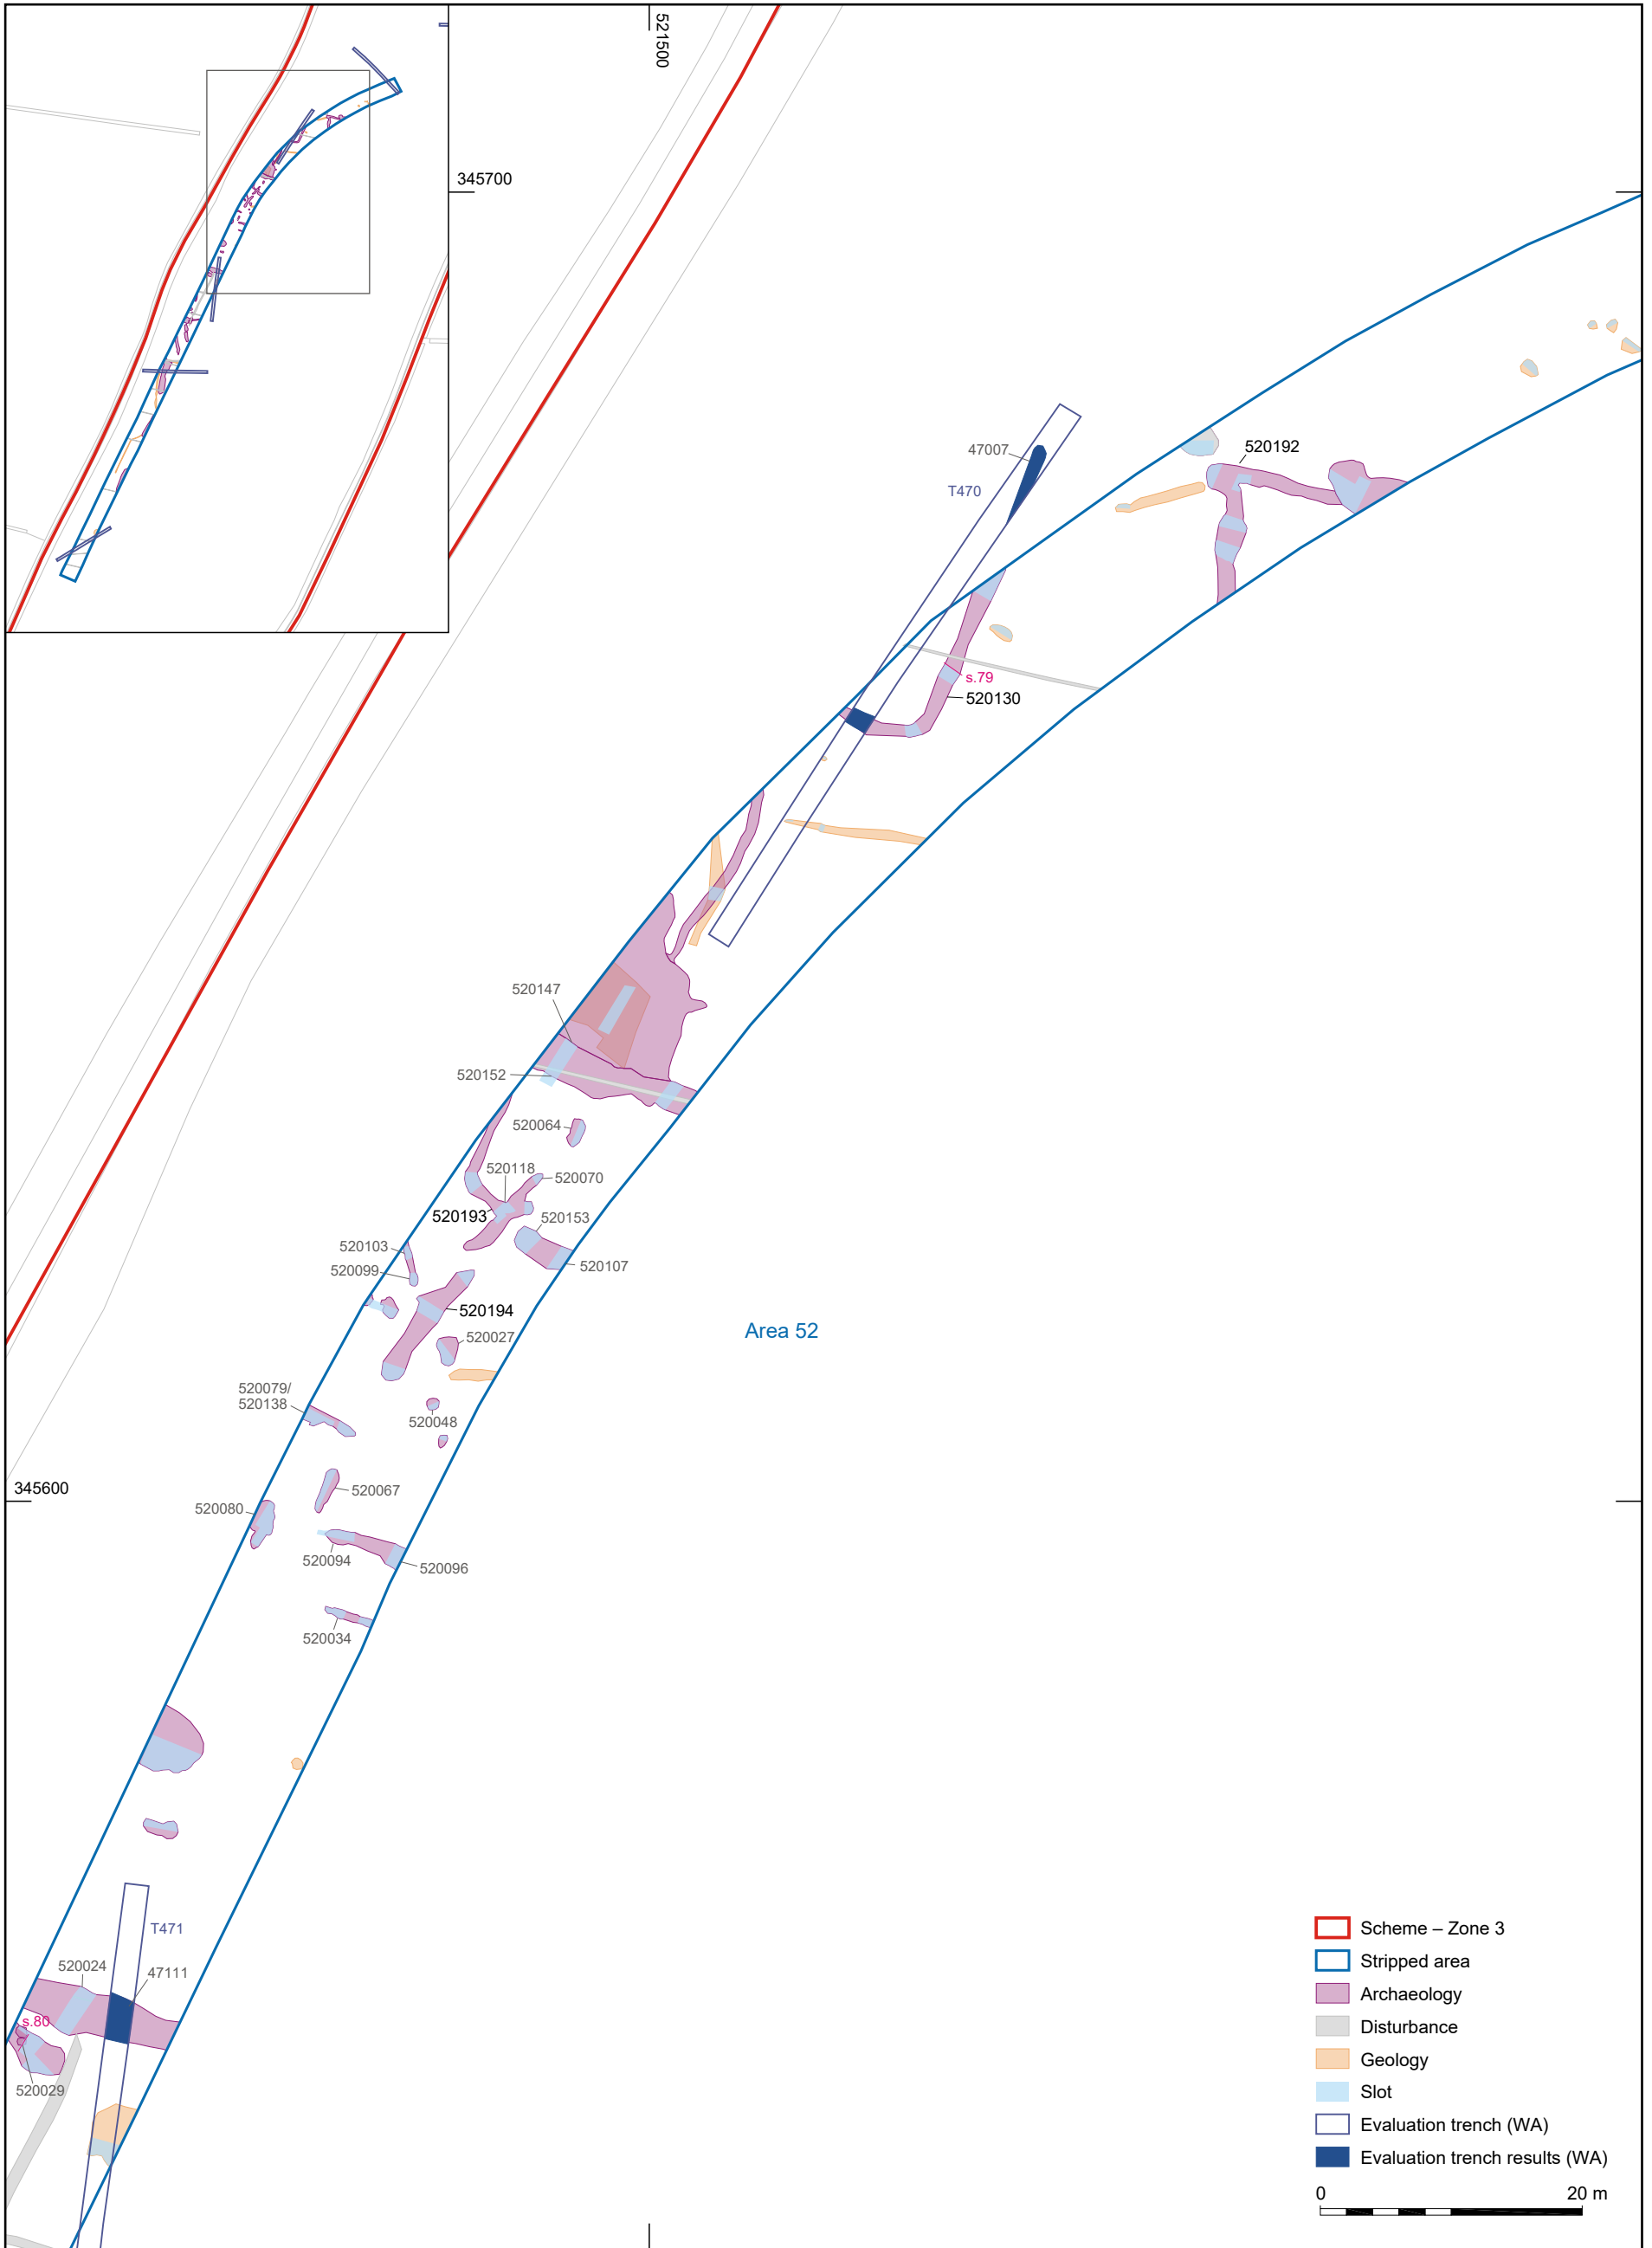 521500
345700
520192
47007
T470
s.79
520130
520147
520152
520064
520118
520070
520193
520153
520103
520099
520107
520194
520027
Area 52
520079/
520138
520048
345600
520067
520080
520094
520096
520034
T471
520024
47111
s.80
520029
Scheme – Zone 3
Stripped area
Archaeology
Disturbance
Geology
Slot
Evaluation trench (WA)
Evaluation trench results (WA)
0 20 m